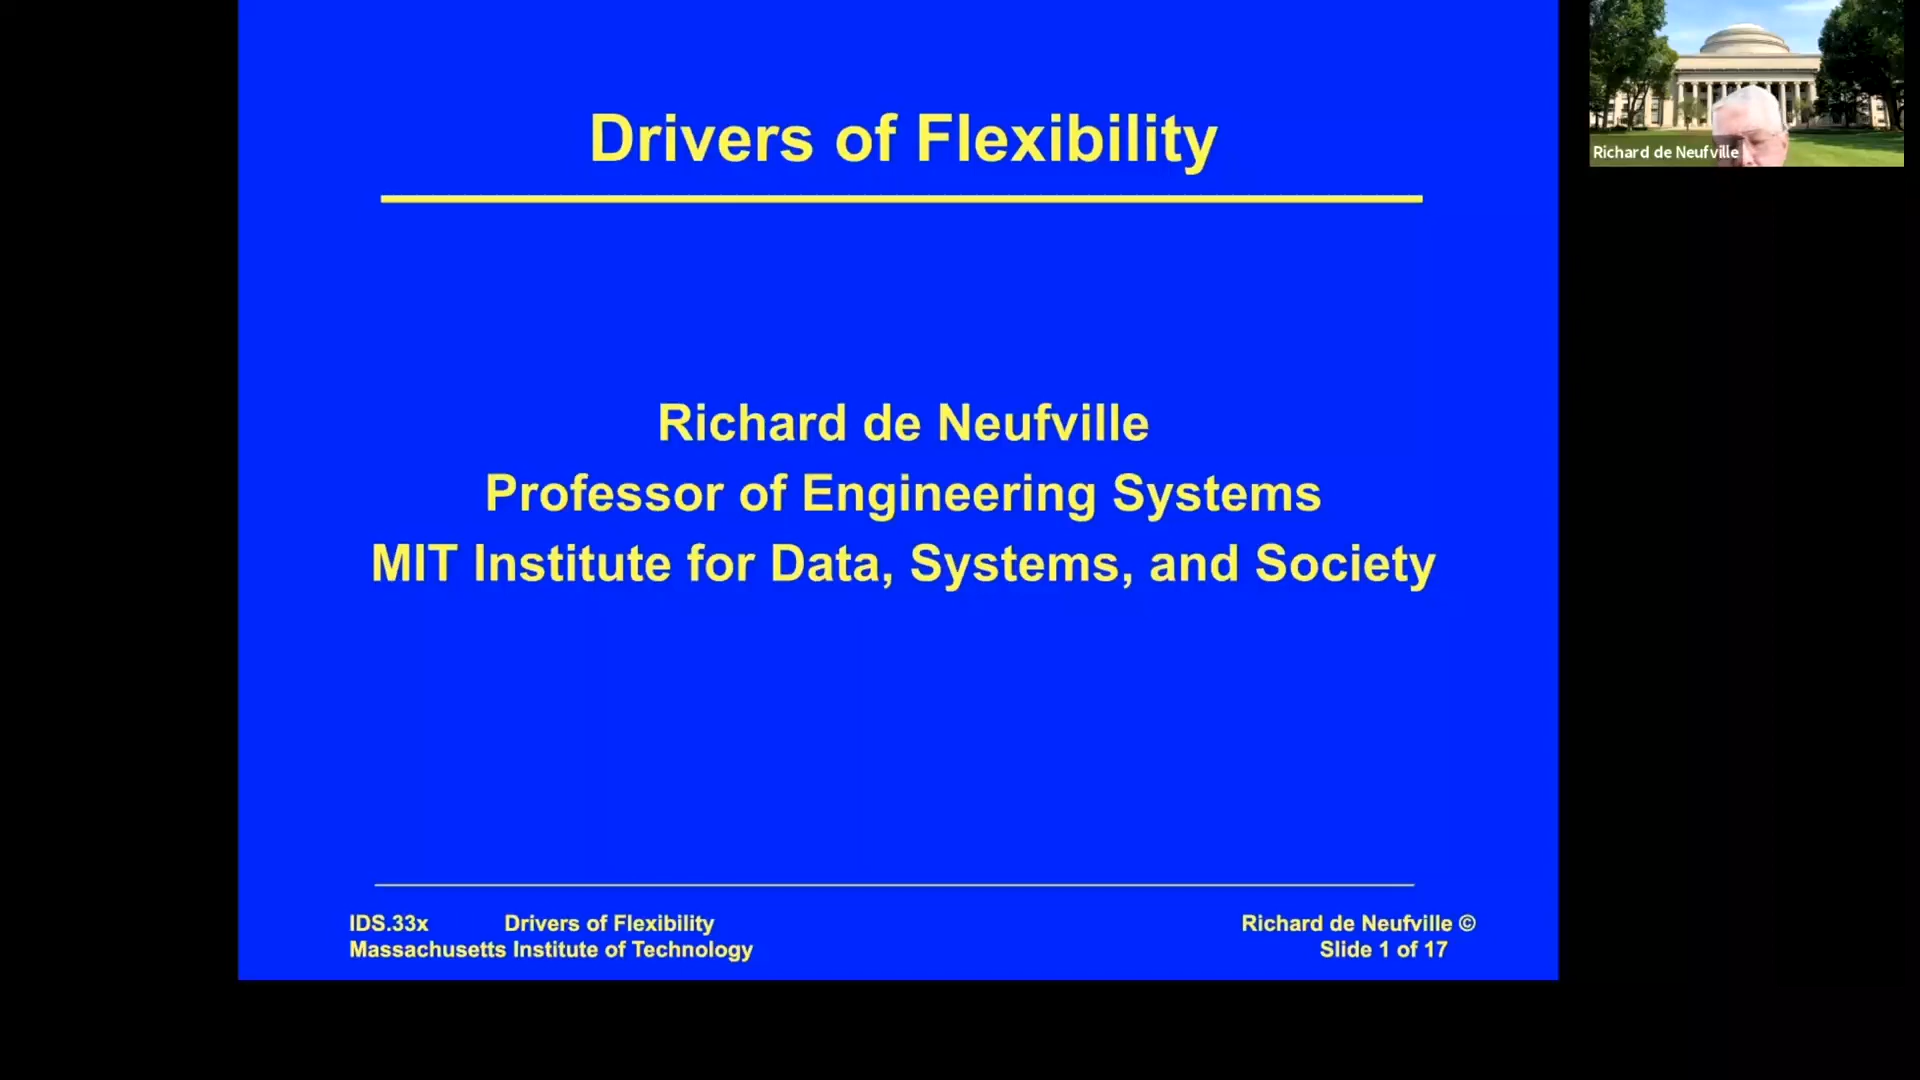 Drivers of Flexibility
Richard de Neufville
Professor of Engineering Systems
MIT Institute for Data, Systems, and Society
IDS.33x Drivers of Flexibility
Massachusetts Institute of Technology
Richard de Neufville ©
Slide 1 of 17
Richard de Neufville